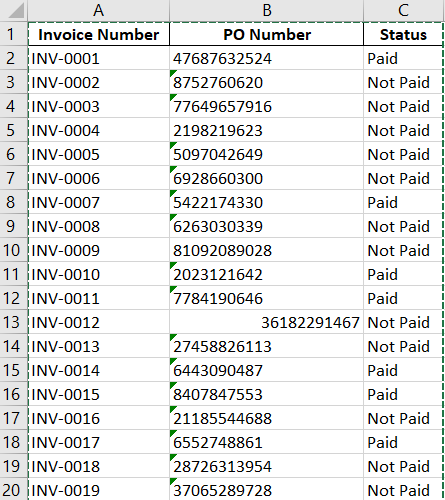 A B C
1 Invoice Number PO Number Status
2 INV-0001 47687632524 Paid
3 INV-0002 8752760620 Not Paid
4 INV-0003 77649657916 Not Paid
5 INV-0004 2198219623 Not Paid
6 INV-0005 5097042649 Not Paid
7 INV-0006 6928660300 Not Paid
8 INV-0007 5422174330 Paid
9 INV-0008 6263030339 Not Paid
10 INV-0009 81092089028 Not Paid
11 INV-0010 2023121642 Paid
12 INV-0011 7784190646 Paid
13 INV-0012 36182291467 Not Paid
14 INV-0013 27458826113 Not Paid
15 INV-0014 6443090487 Paid
16 INV-0015 8407847553 Paid
17 INV-0016 21185544688 Not Paid
18 INV-0017 6552748861 Paid
19 INV-0018 28726313954 Not Paid
20 INV-0019 37065289728 Not Paid